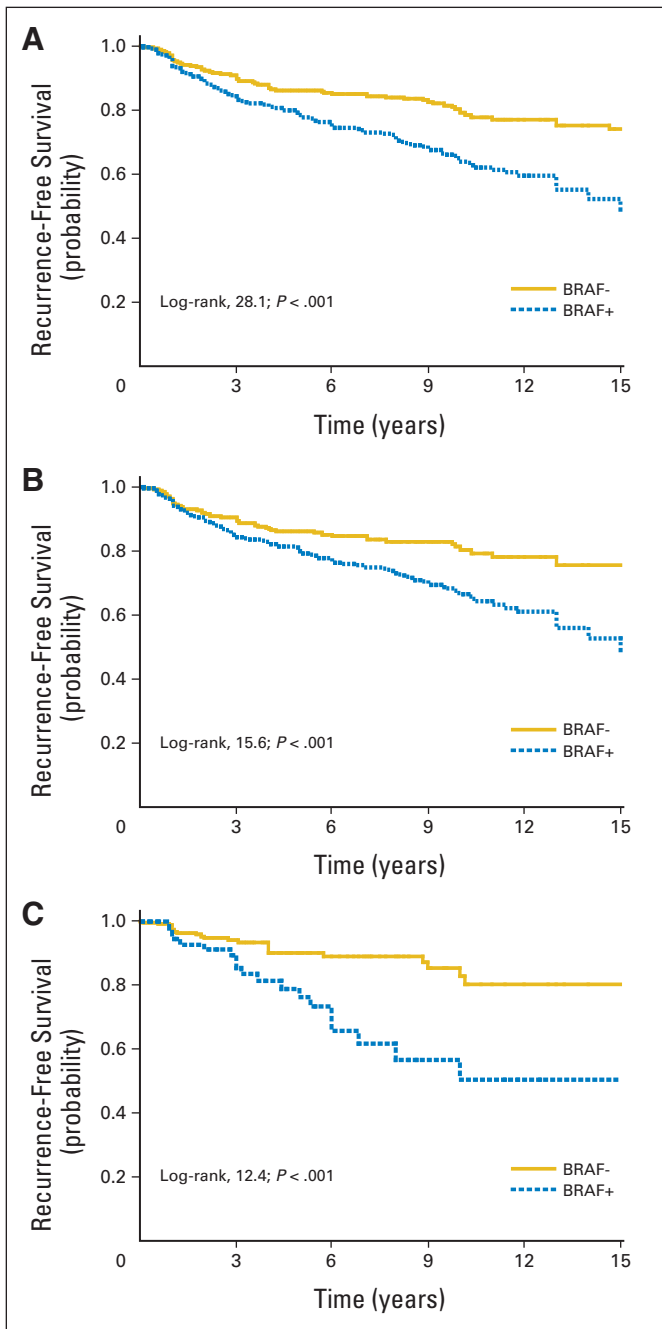 A
1.0
0.8
0.6
0.4
0.2
0
3
6
9
12
15
Recurrence-Free Survival
(probability)
Log-rank, 28.1; P < .001
BRAF-
BRAF+
Time (years)
B
1.0
0.8
0.6
0.4
0.2
0
3
6
9
12
15
Recurrence-Free Survival
(probability)
Log-rank, 15.6; P < .001
BRAF-
BRAF+
Time (years)
C
1.0
0.8
0.6
0.4
0.2
0
3
6
9
12
15
Recurrence-Free Survival
(probability)
Log-rank, 12.4; P < .001
BRAF-
BRAF+
Time (years)